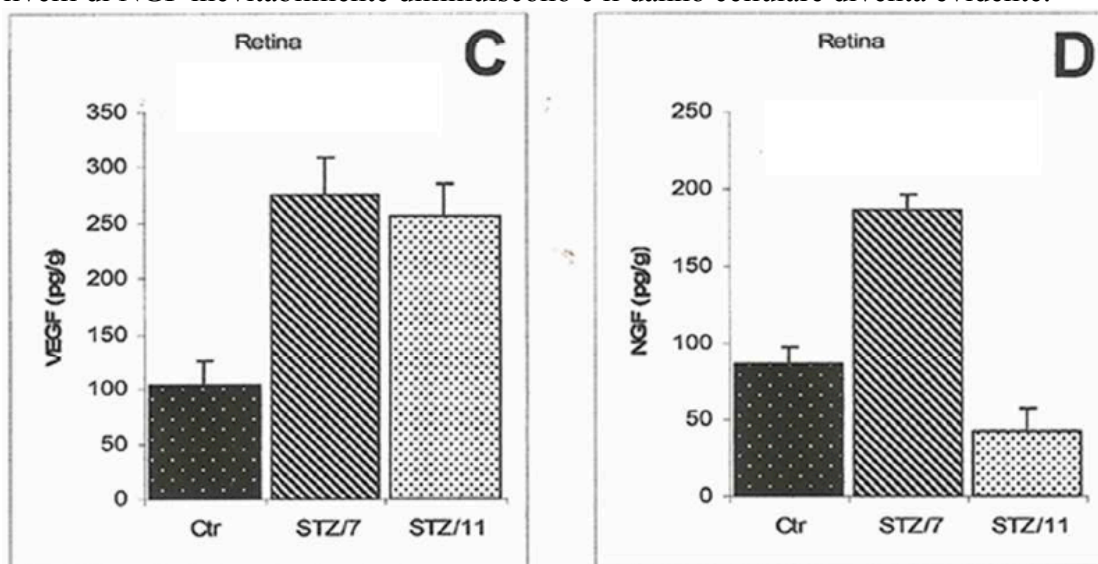 livelli di NGF inevitabilmente diminuiscono e il danno cellulare diventa evidente.
Retina
C
350
300
250
200
150
100
50
0
VEGF (pg/g)
Ctr
STZ/7
STZ/11
Retina
D
250
200
150
100
50
0
NGF (pg/g)
Ctr
STZ/7
STZ/11